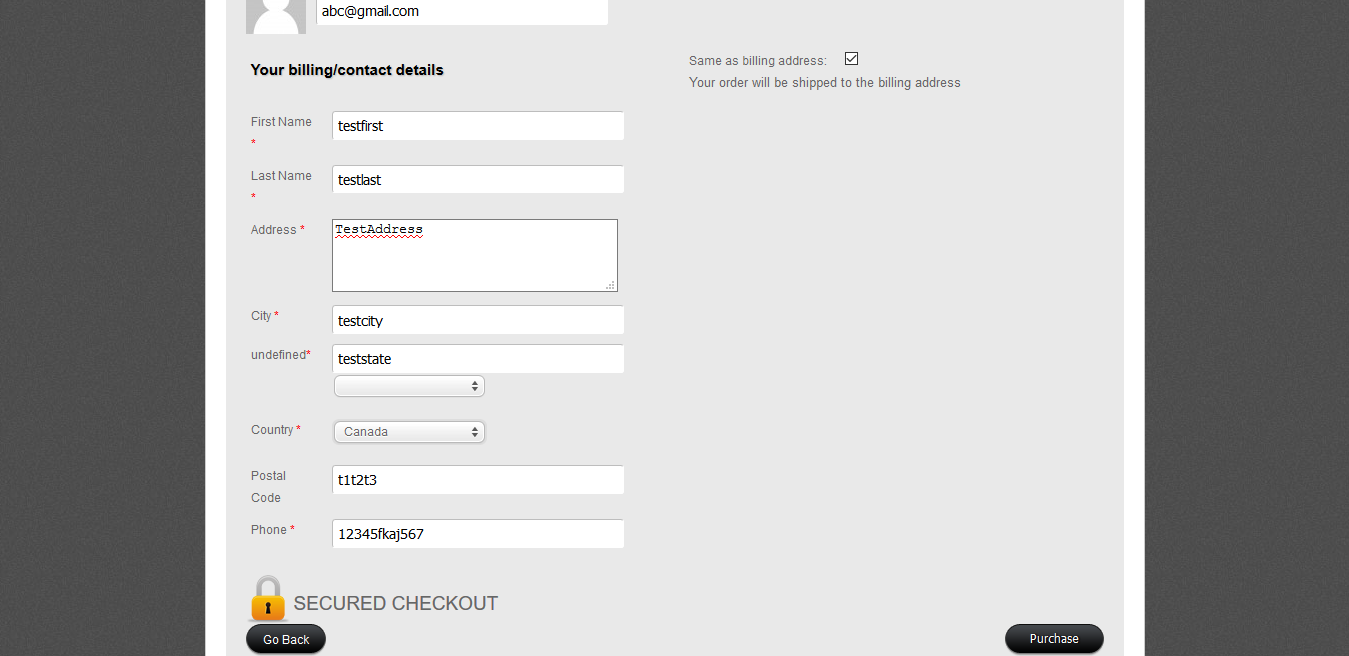 abc@gmail.com
Your billing/contact details
Same as billing address:
Your order will be shipped to the billing address
First Name
*
testfirst
Last Name
*
testlast
Address *
TestAddress
City *
testcity
undefined*
teststate
Country *
Canada
Postal
Code
t1t2t3
Phone *
12345fkaj567
SECURED CHECKOUT
Go Back
Purchase